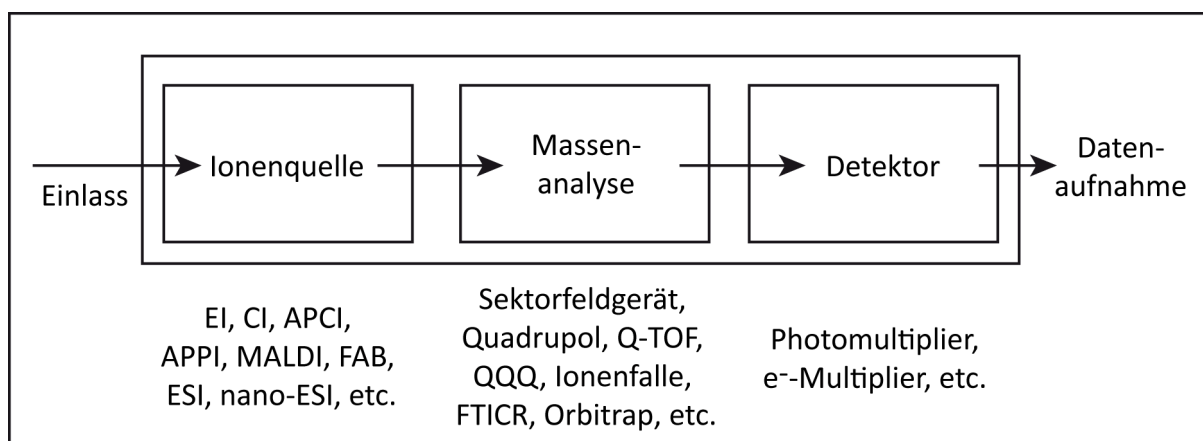 Einlass
Ionenquelle
Massen-
analyse
Detektor
Daten-
aufnahme
EI, CI, APCI,
APPI, MALDI, FAB,
ESI, nano-ESI, etc.
Sektorfeldgerät,
Quadrupol, Q-TOF,
QQQ, Ionenfalle,
FTICR, Orbitrap, etc.
Photomultiplier,
e⁻-Multiplier, etc.